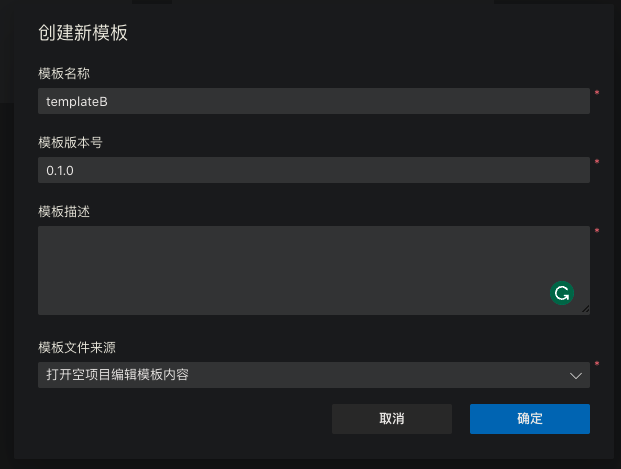 创建新模板
模板名称
templateB
*
模板版本号
0.1.0
*
模板描述
*
模板文件来源
打开空项目编辑模板内容
*
取消
确定